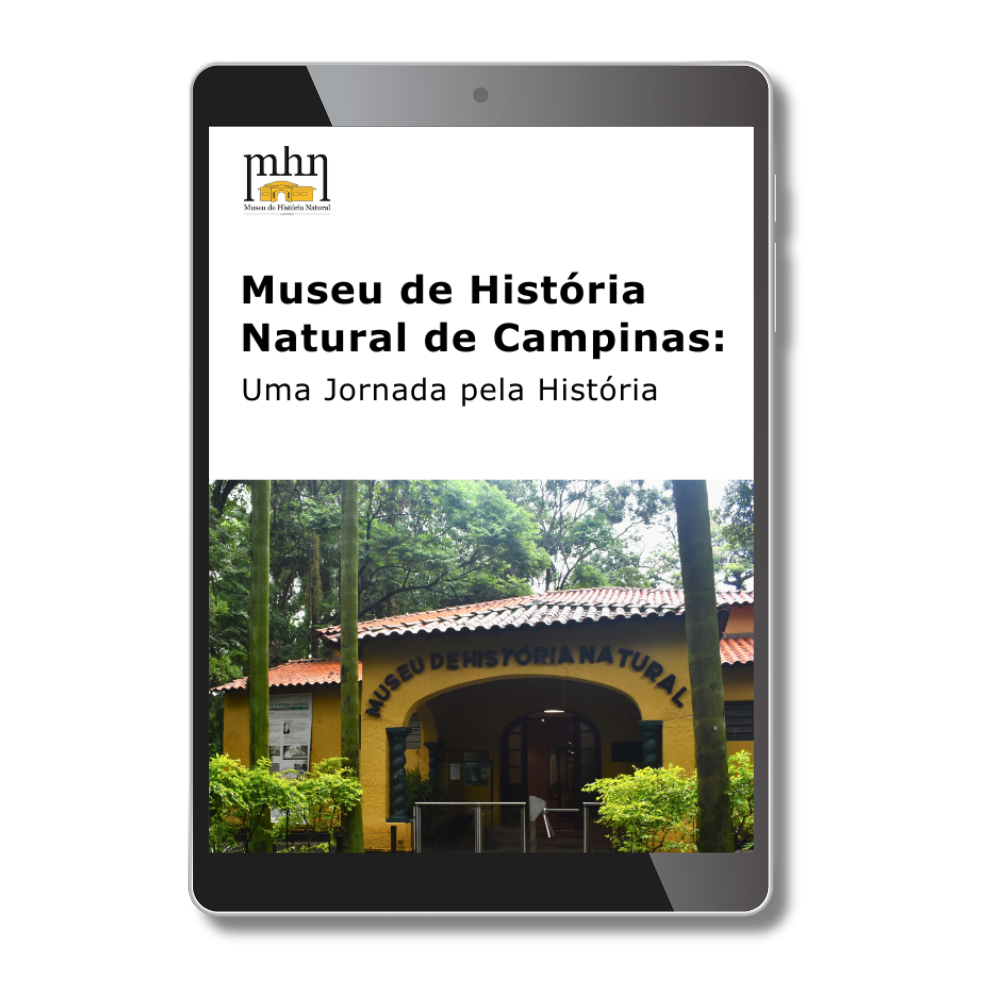 mhn
Museu de História Natural
Museu de História
Natural de Campinas:
Uma Jornada pela História
MUSEU DE HISTÓRIA NATURAL